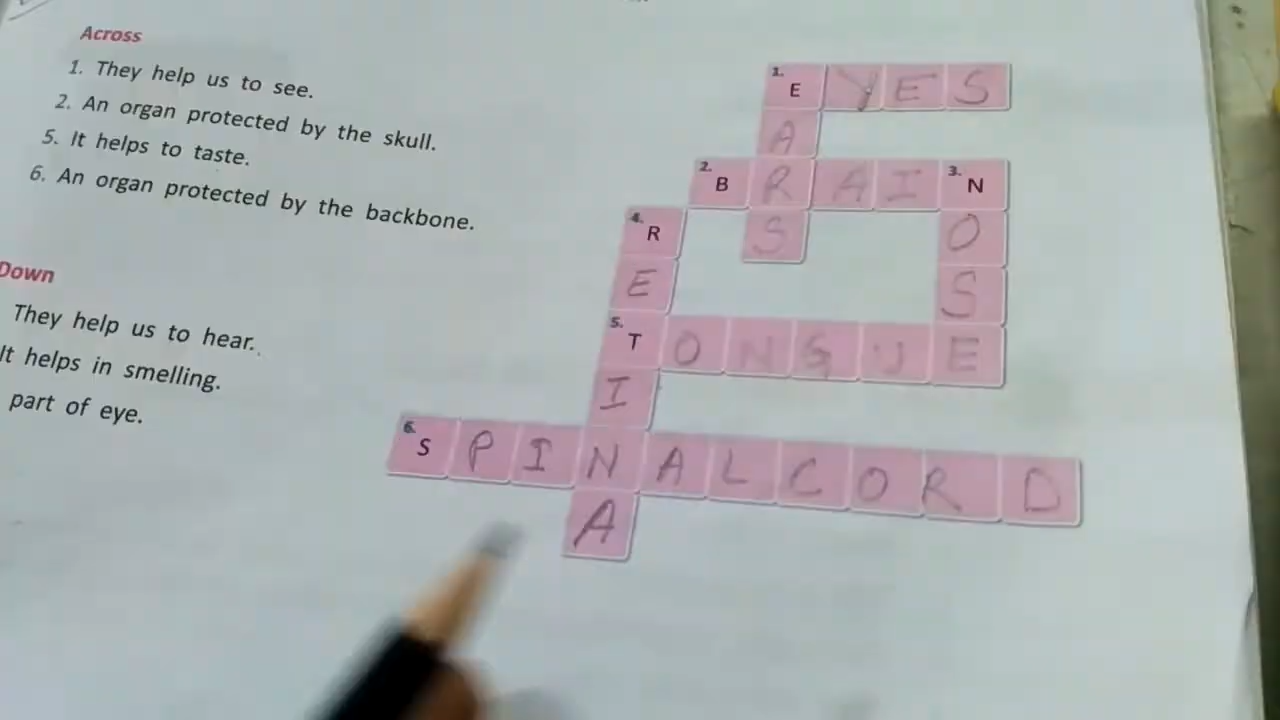 Across
1. They help us to see.
2. An organ protected by the skull.
5. It helps to taste.
6. An organ protected by the backbone.
Down
They help us to hear.
It helps in smelling.
part of eye.
1. E Y E S
A
2. B R A I 3. N
4. R S O
E S
5. T O N G U E
I
6. S P I N A L C O R D
A